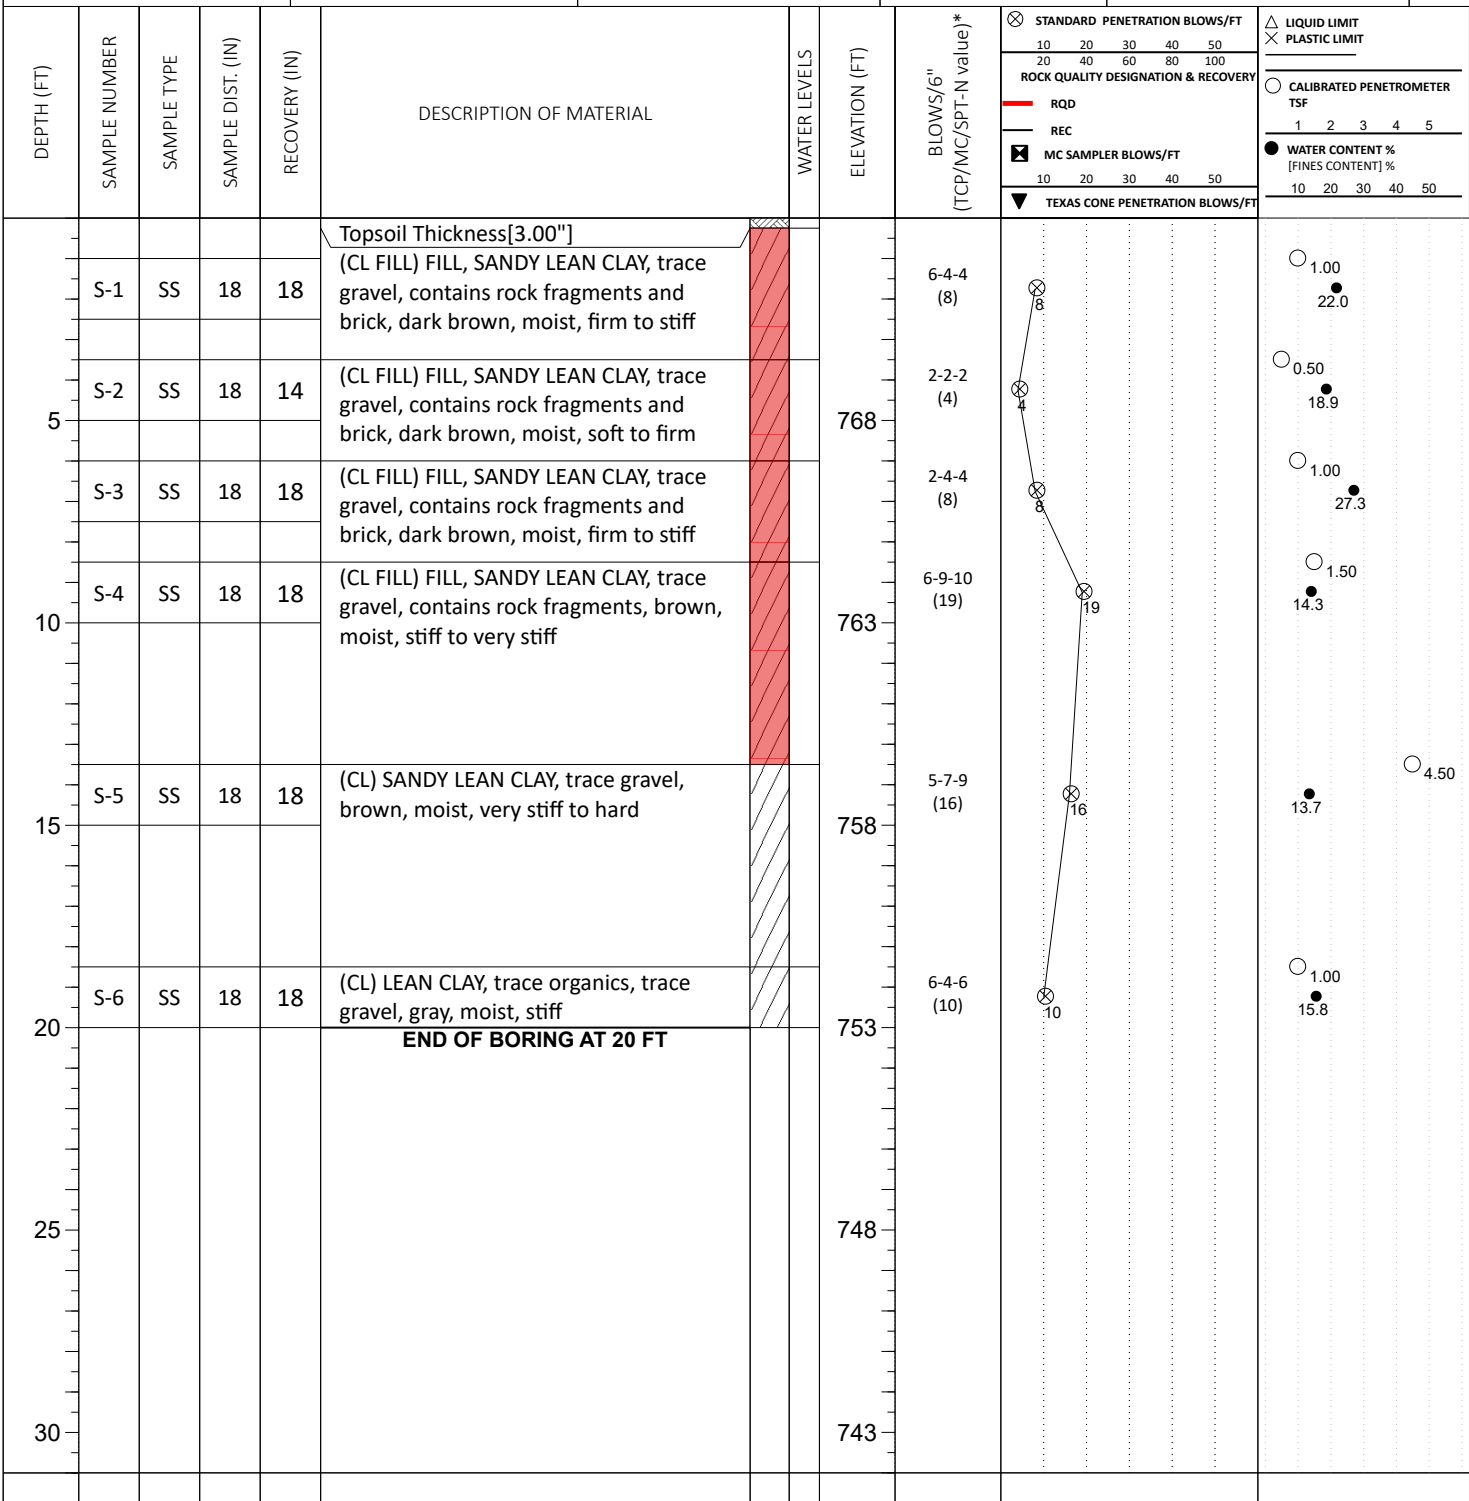 DEPTH (FT)
SAMPLE NUMBER
SAMPLE TYPE
SAMPLE DIST. (IN)
RECOVERY (IN)
DESCRIPTION OF MATERIAL
WATER LEVELS
ELEVATION (FT)
BLOWS/6"
(TCP/MC/SPT-N value)*
STANDARD PENETRATION BLOWS/FT
10 20 30 40 50
20 40 60 80 100
ROCK QUALITY DESIGNATION & RECOVERY
RQD
REC
MC SAMPLER BLOWS/FT
10 20 30 40 50
TEXAS CONE PENETRATION BLOWS/FT
LIQUID LIMIT
PLASTIC LIMIT
CALIBRATED PENETROMETER
TSF
1 2 3 4 5
WATER CONTENT %
[FINES CONTENT] %
10 20 30 40 50
Topsoil Thickness[3.00"]
S-1 SS 18 18
(CL FILL) FILL, SANDY LEAN CLAY, trace
gravel, contains rock fragments and
brick, dark brown, moist, firm to stiff
6-4-4
(8)
8
1.00
22.0
S-2 SS 18 14
(CL FILL) FILL, SANDY LEAN CLAY, trace
gravel, contains rock fragments and
brick, dark brown, moist, soft to firm
2-2-2
(4)
4
0.50
18.9
5
768
S-3 SS 18 18
(CL FILL) FILL, SANDY LEAN CLAY, trace
gravel, contains rock fragments and
brick, dark brown, moist, firm to stiff
2-4-4
(8)
8
1.00
27.3
S-4 SS 18 18
(CL FILL) FILL, SANDY LEAN CLAY, trace
gravel, contains rock fragments, brown,
moist, stiff to very stiff
6-9-10
(19)
19
1.50
14.3
10
763
S-5 SS 18 18
(CL) SANDY LEAN CLAY, trace gravel,
brown, moist, very stiff to hard
5-7-9
(16)
16
4.50
13.7
15
758
S-6 SS 18 18
(CL) LEAN CLAY, trace organics, trace
gravel, gray, moist, stiff
6-4-6
(10)
10
1.00
15.8
20
753
END OF BORING AT 20 FT
25
748
30
743